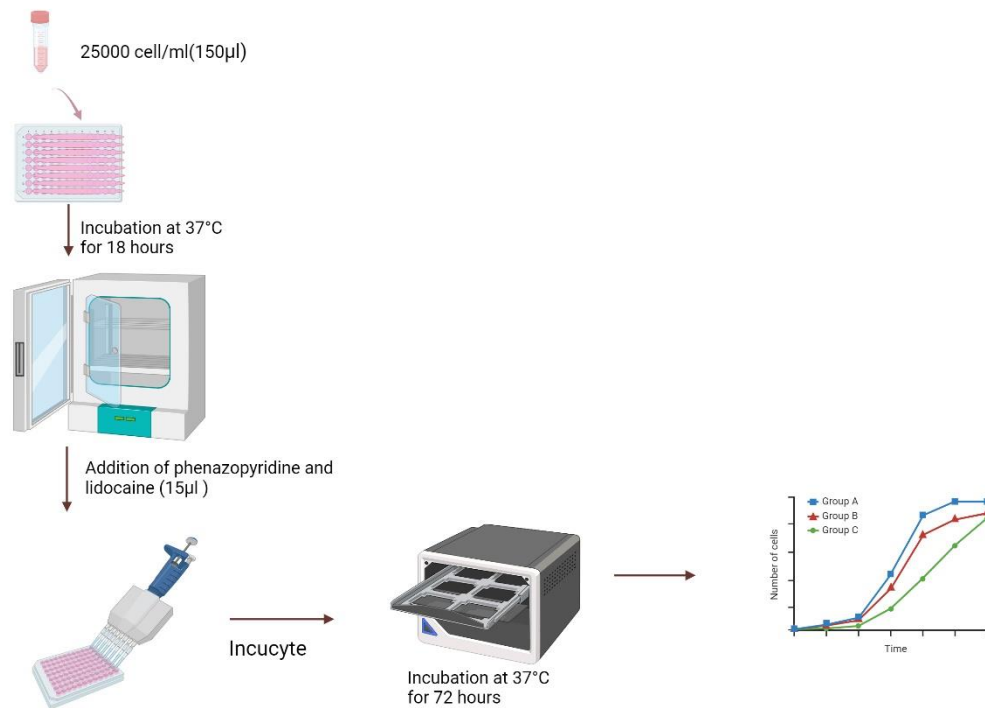 25000 cell/ml(150µl)
Incubation at 37°C
for 18 hours
Addition of phenazopyridine and
lidocaine (15µl )
Incucyte
Incubation at 37°C
for 72 hours
Group A
Group B
Group C
Number of cells
Time